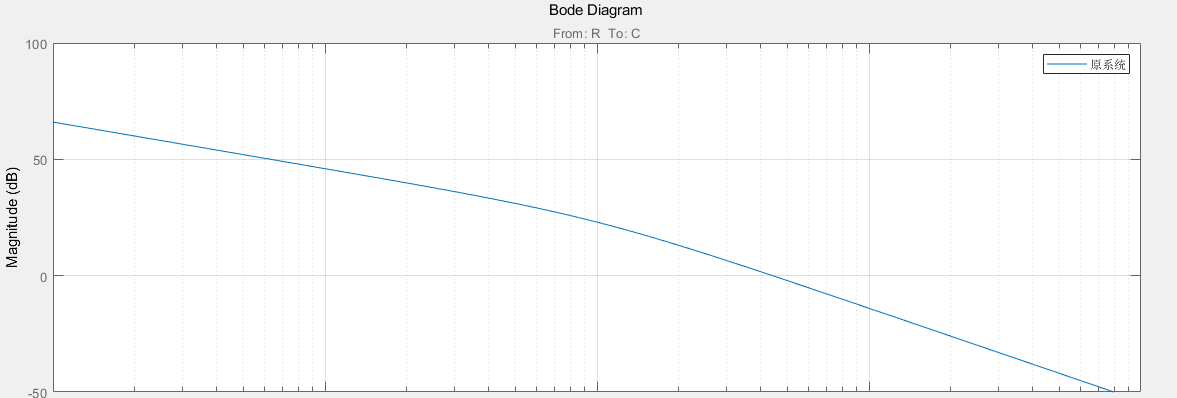 Bode Diagram
From: R To: C
100
原系统
50
Magnitude (dB)
0
-50